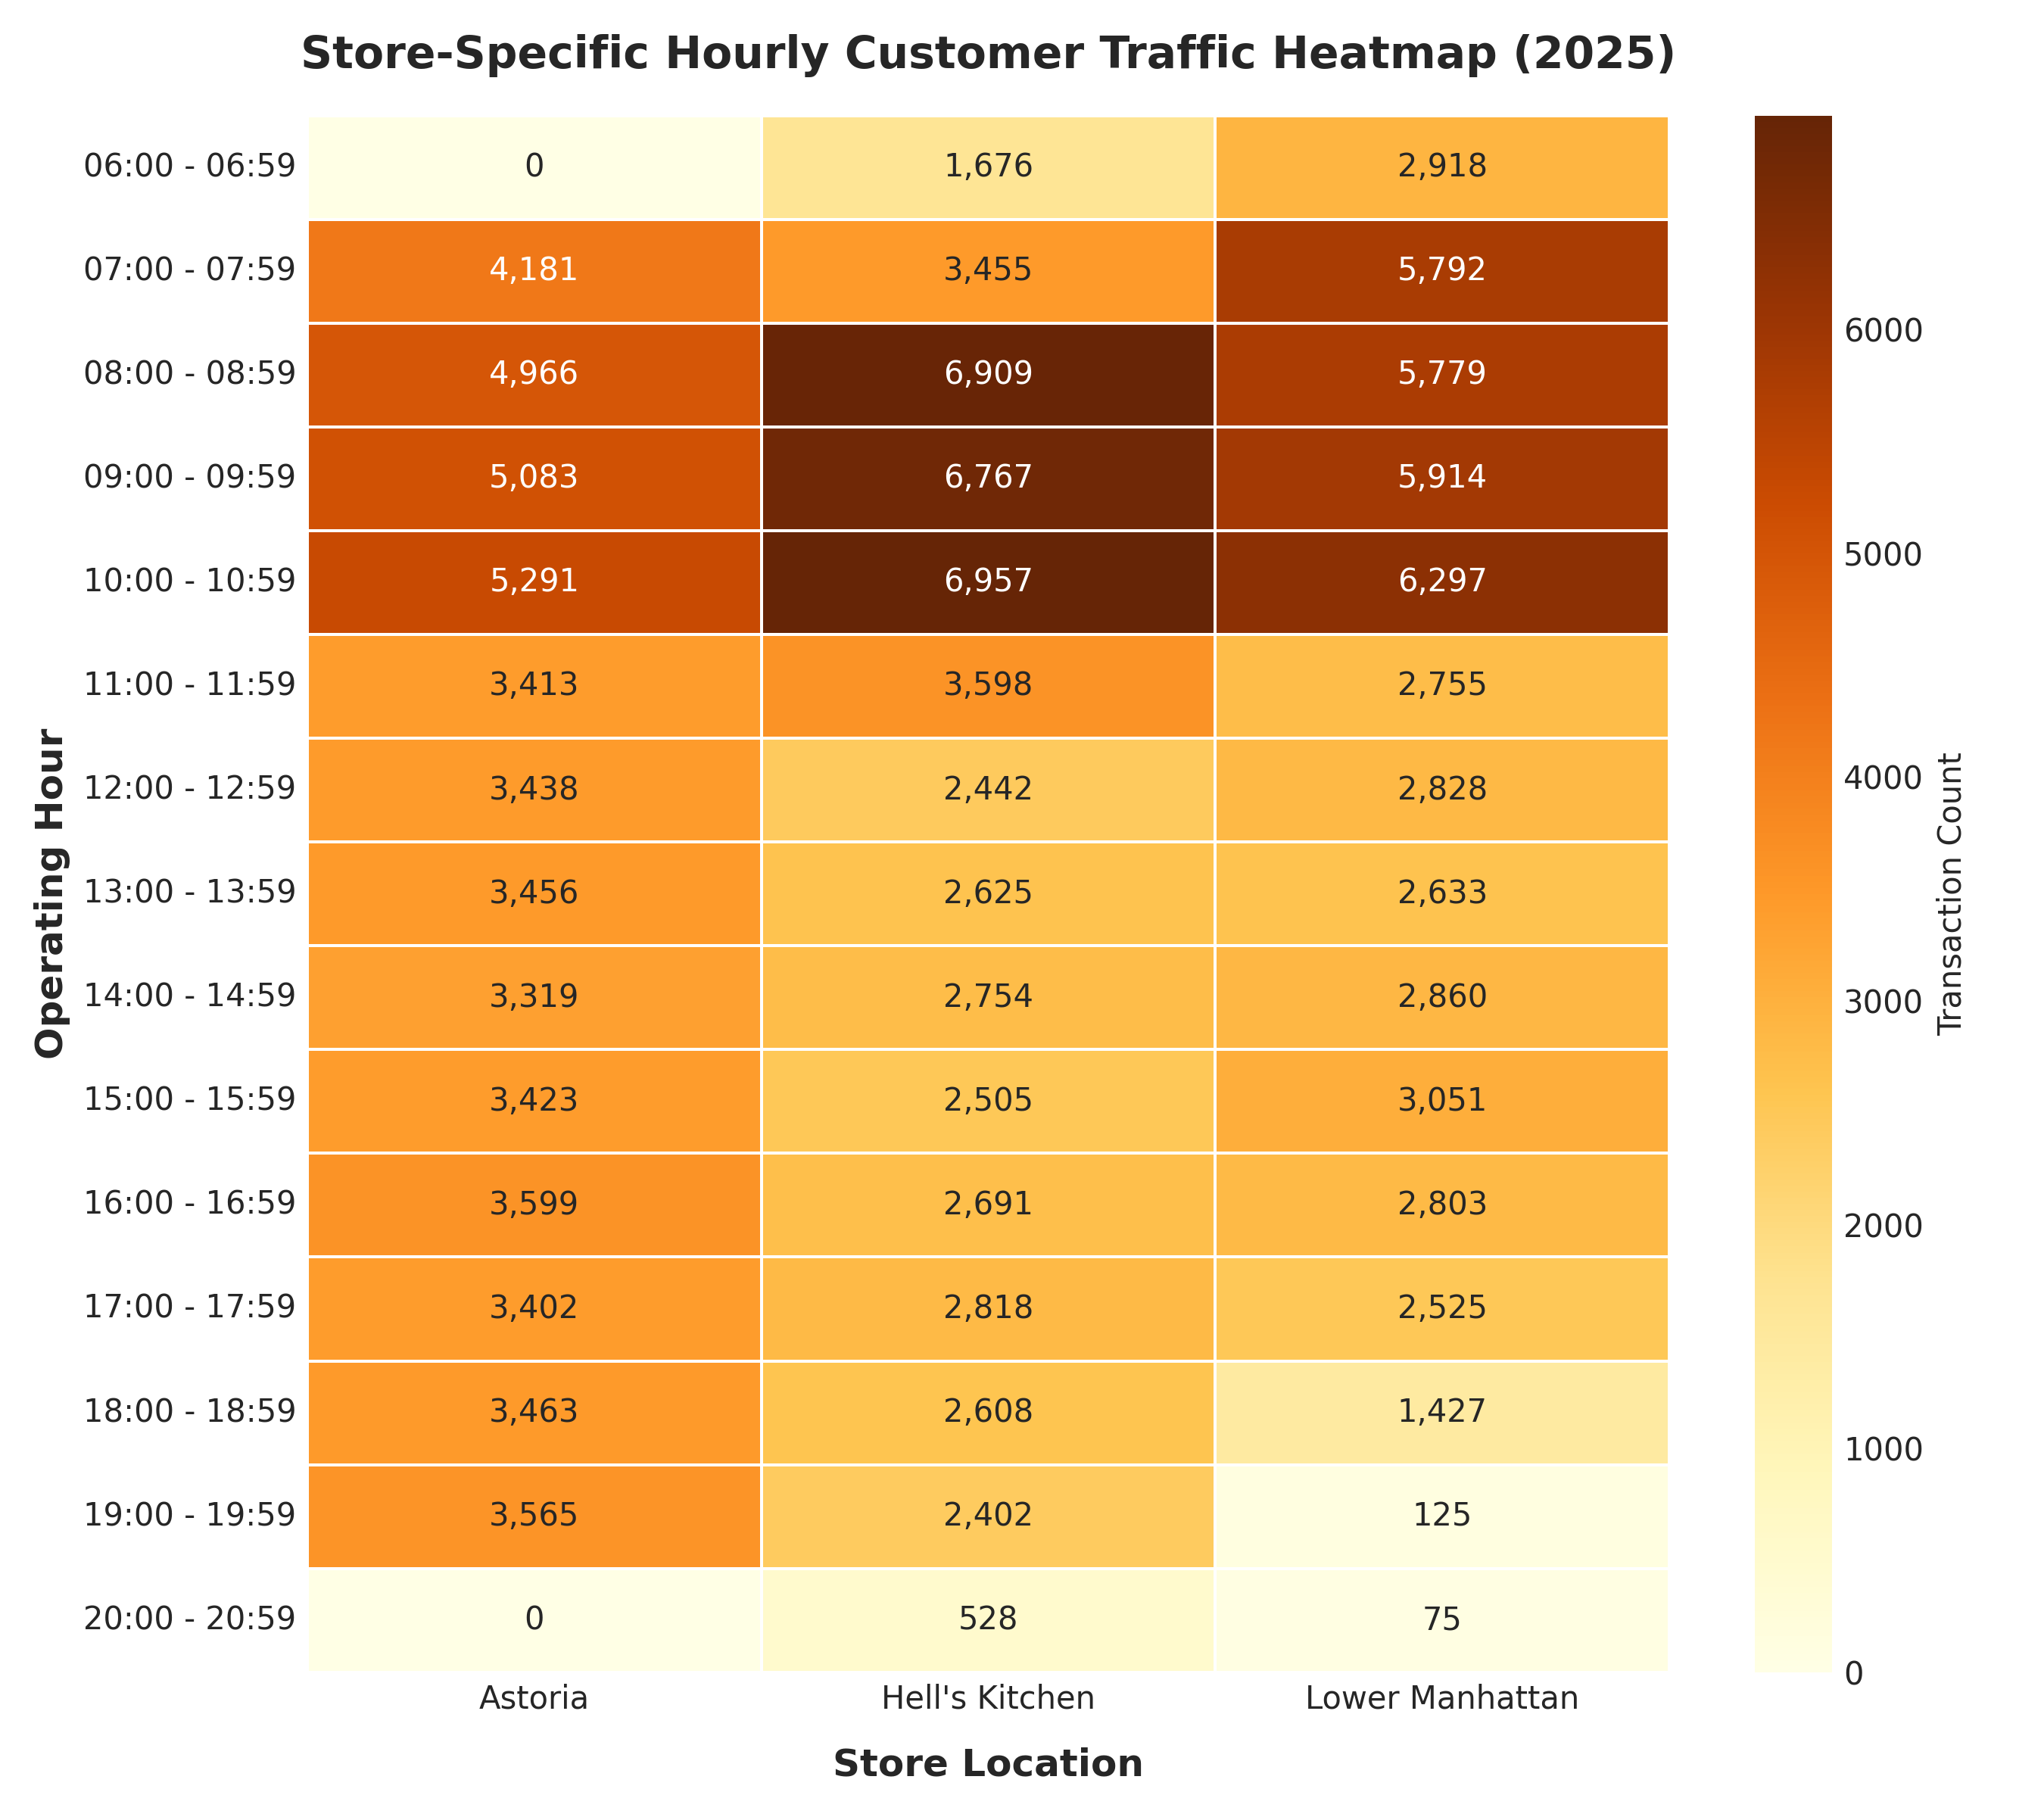 Store-Specific Hourly Customer Traffic Heatmap (2025)
Operating Hour
06:00 - 06:59 0 1,676 2,918
07:00 - 07:59 4,181 3,455 5,792
08:00 - 08:59 4,966 6,909 5,779
09:00 - 09:59 5,083 6,767 5,914
10:00 - 10:59 5,291 6,957 6,297
11:00 - 11:59 3,413 3,598 2,755
12:00 - 12:59 3,438 2,442 2,828
13:00 - 13:59 3,456 2,625 2,633
14:00 - 14:59 3,319 2,754 2,860
15:00 - 15:59 3,423 2,505 3,051
16:00 - 16:59 3,599 2,691 2,803
17:00 - 17:59 3,402 2,818 2,525
18:00 - 18:59 3,463 2,608 1,427
19:00 - 19:59 3,565 2,402 125
20:00 - 20:59 0 528 75
Astoria Hell's Kitchen Lower Manhattan
Store Location
6000
5000
4000
3000
2000
1000
0
Transaction Count